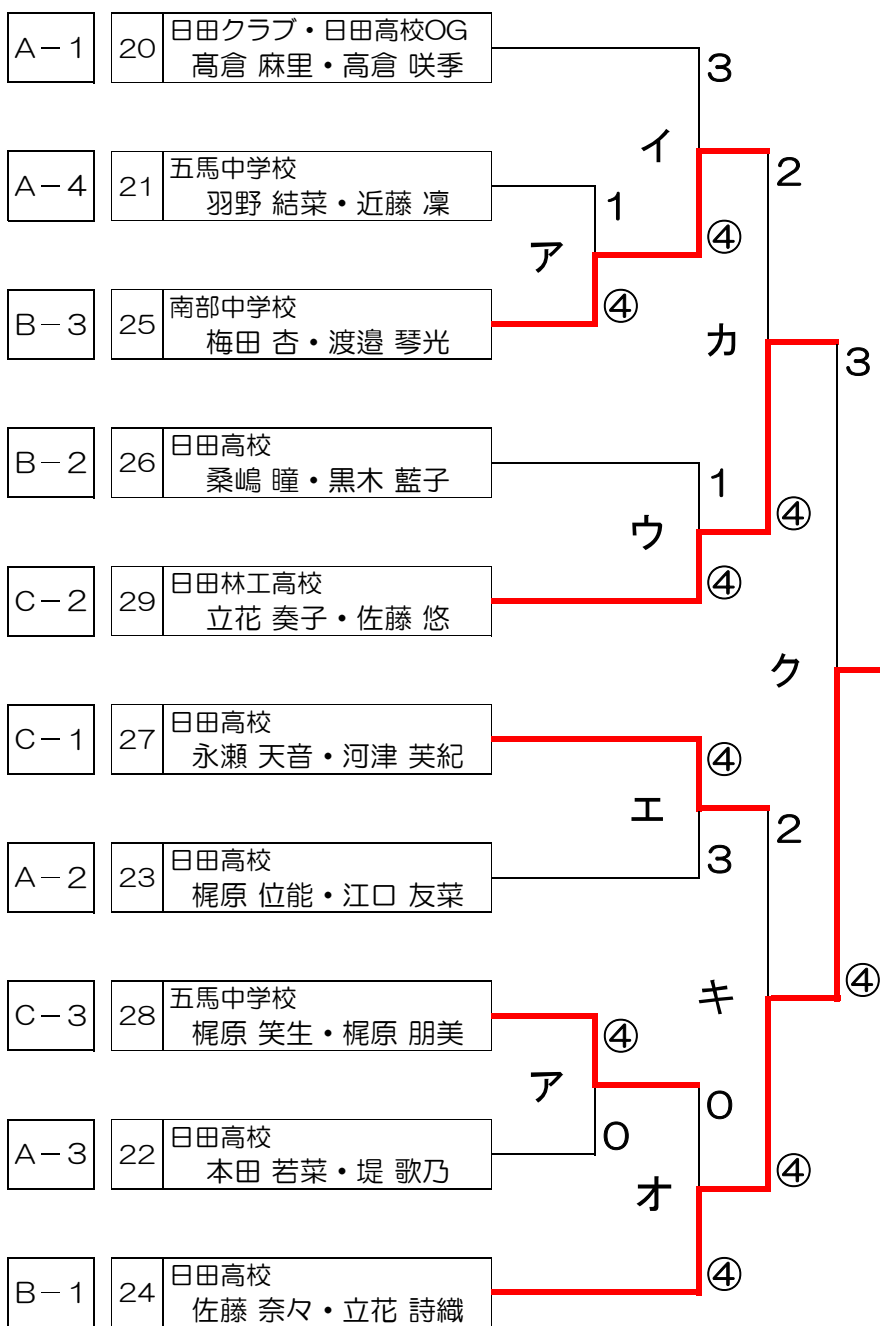 A－1 20 日田クラブ・日田高校OG
髙倉 麻里・高倉 咲季
3
イ
2
A－4 21 五馬中学校
羽野 結菜・近藤 凜
1
④
ア
④
B－3 25 南部中学校
梅田 杏・渡邉 琴光
カ
3
B－2 26 日田高校
桑嶋 瞳・黒木 藍子
1
④
ウ
④
C－2 29 日田林工高校
立花 奏子・佐藤 悠
ク
C－1 27 日田高校
永瀬 天音・河津 芙紀
④
エ
2
3
A－2 23 日田高校
梶原 位能・江口 友菜
④
キ
C－3 28 五馬中学校
梶原 笑生・梶原 朋美
④
ア
0
0
A－3 22 日田高校
本田 若菜・堤 歌乃
④
オ
④
B－1 24 日田高校
佐藤 奈々・立花 詩織